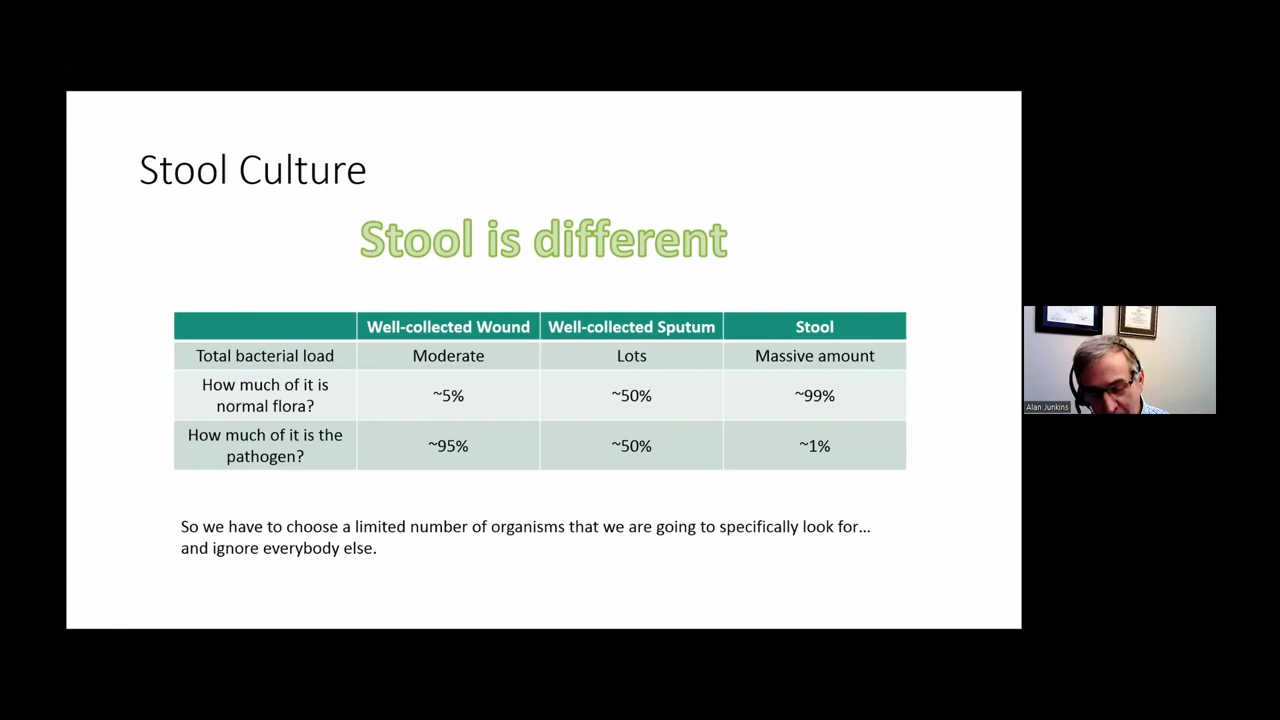 Stool Culture
Stool is different
Well-collected Wound Well-collected Sputum Stool
Total bacterial load Moderate Lots Massive amount
How much of it is
normal flora? ~5% ~50% ~99%
How much of it is the
pathogen? ~95% ~50% ~1%
So we have to choose a limited number of organisms that we are going to specifically look for...
and ignore everybody else.
Alan Junkins